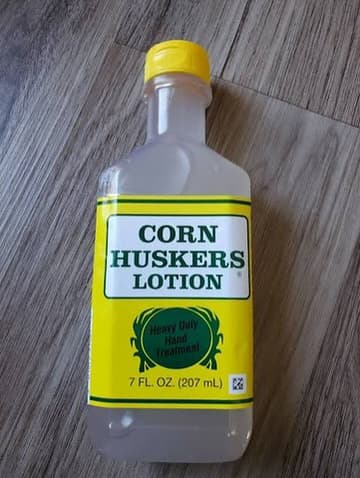 CORN
HUSKERS
LOTION®
Heavy Duty
Hand
Treatment
7 FL. OZ. (207 mL)